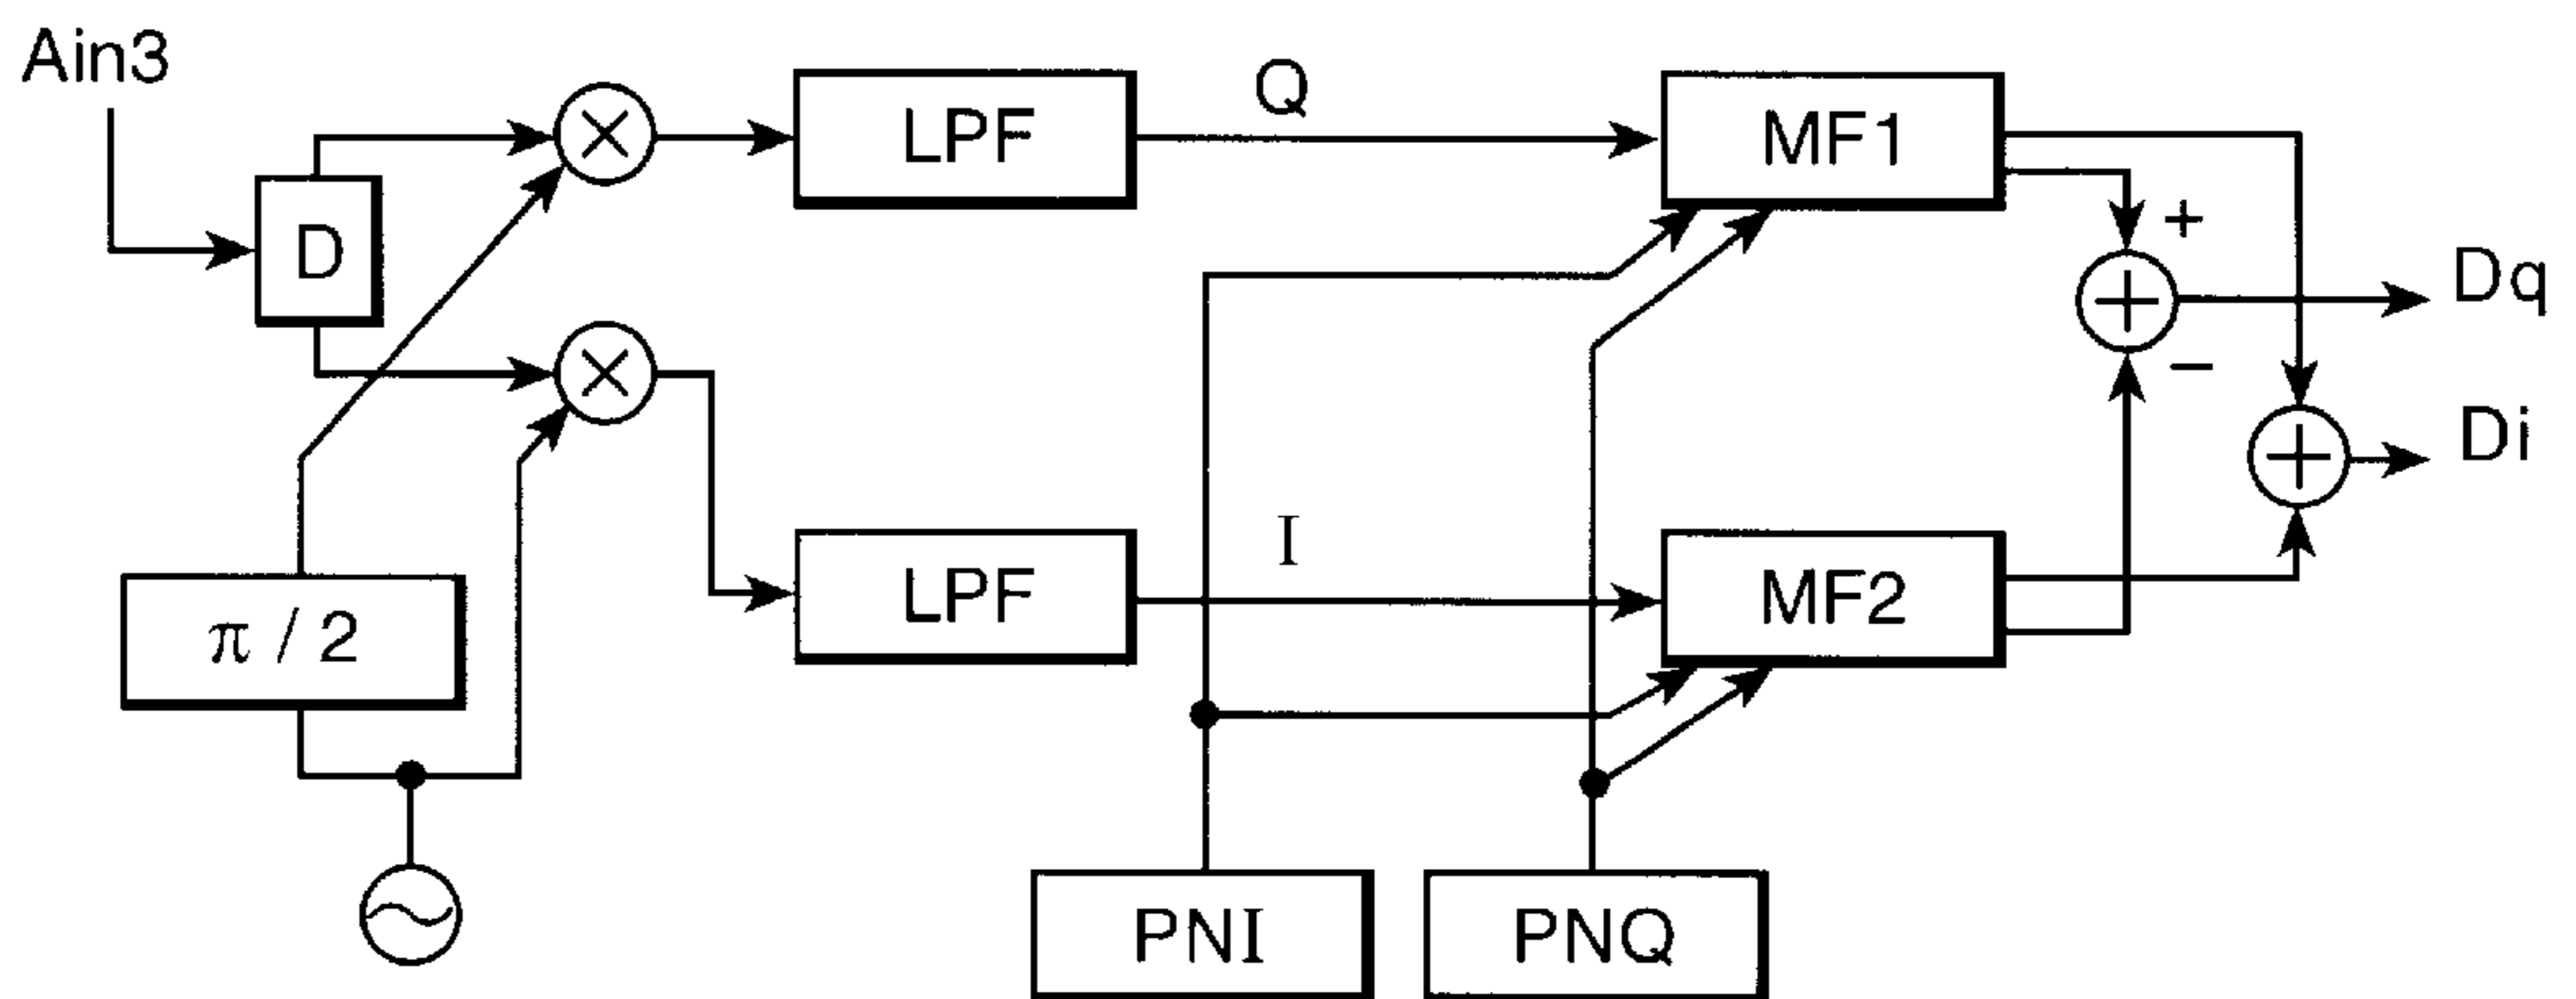 Ain3
LPF
Q
MF1
D
+
Dq
−
Di
I
LPF
MF2
π / 2
PNI
PNQ